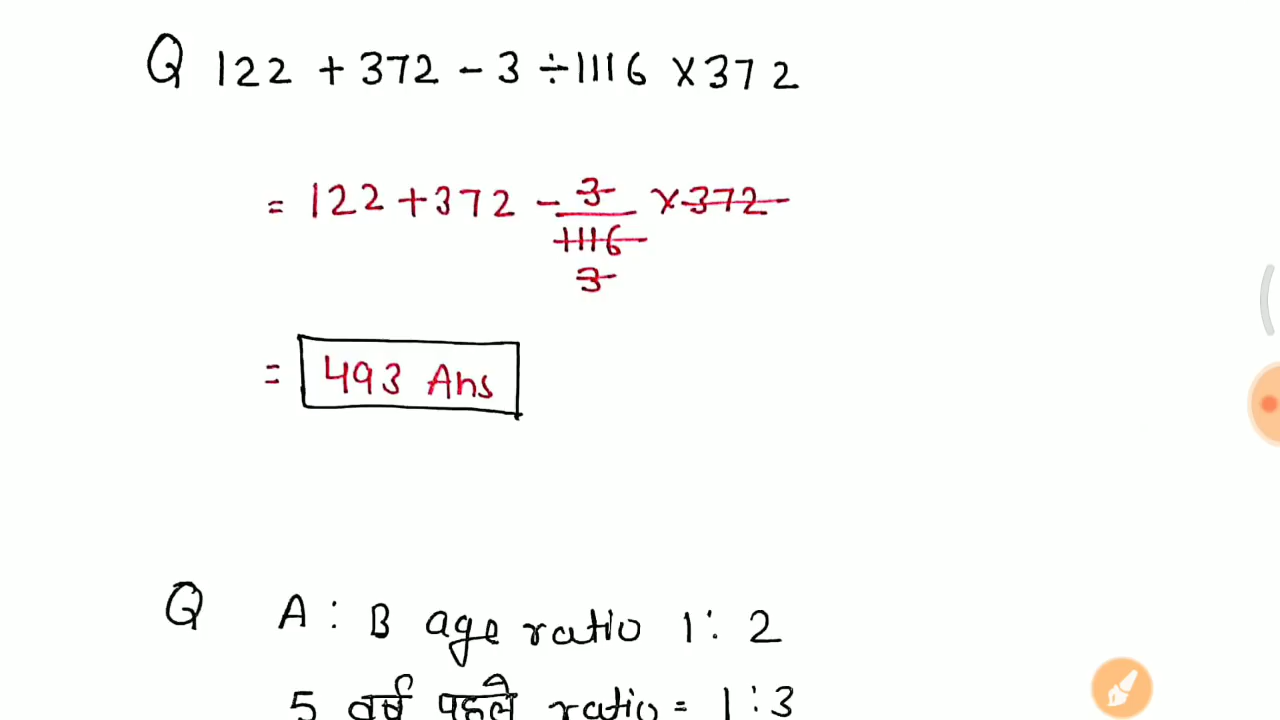 Q 122 + 372 - 3 ÷ 1116 × 372
= 122 + 372 - 3/1116 × 372
3
= 493 Ans
Q A : B age ratio 1 : 2
5 वर्ष पहले ratio = 1 : 3